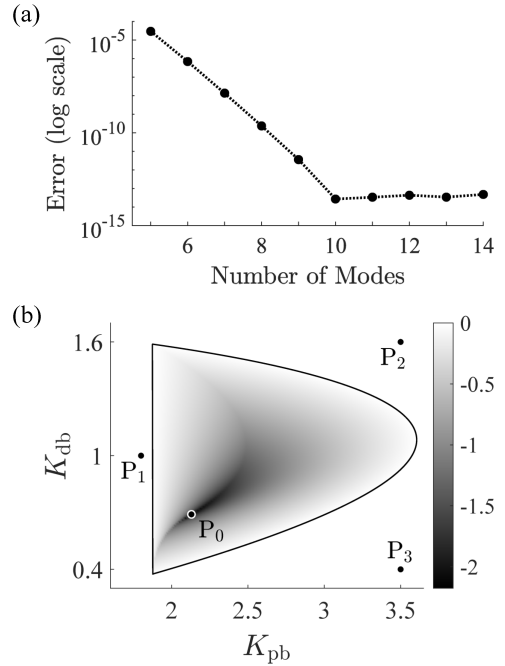 (a)
Error (log scale)
10^-5
10^-10
10^-15
6 8 10 12 14
Number of Modes
(b)
K_db
1.6
1
0.4
P_1
P_0
P_2
P_3
2 2.5 3 3.5
K_pb
0
-0.5
-1
-1.5
-2